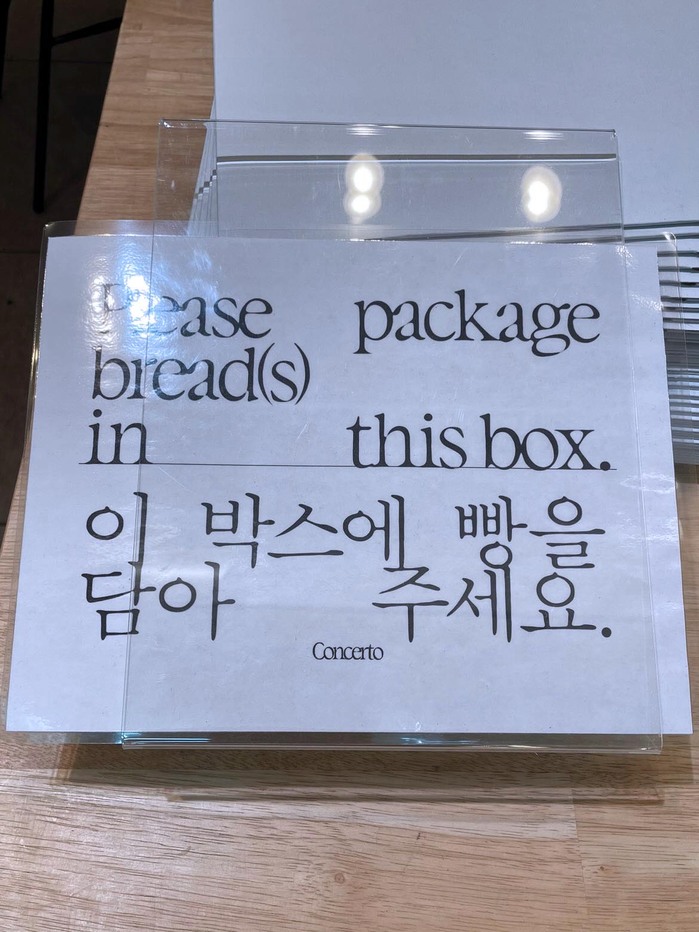 Please package
bread(s)
in this box.
이 박스에 빵을
담아 주세요.
Concerto